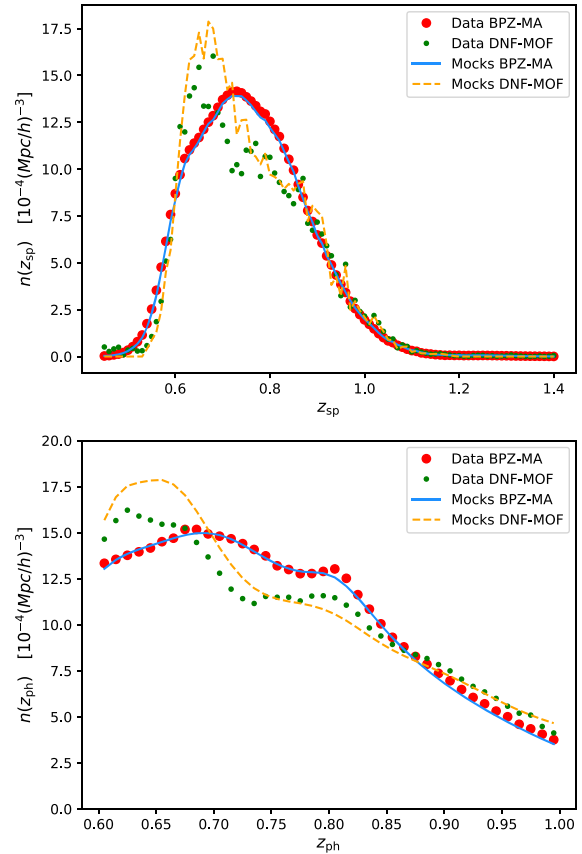 17.5
15.0
12.5
10.0
7.5
5.0
2.5
0.0
n(z_sp) [10⁻⁴(Mpc/h)⁻³]
Data BPZ-MA
Data DNF-MOF
Mocks BPZ-MA
Mocks DNF-MOF
0.6 0.8 1.0 1.2 1.4
z_sp
20.0
17.5
15.0
12.5
10.0
7.5
5.0
2.5
0.0
n(z_ph) [10⁻⁴(Mpc/h)⁻³]
Data BPZ-MA
Data DNF-MOF
Mocks BPZ-MA
Mocks DNF-MOF
0.60 0.65 0.70 0.75 0.80 0.85 0.90 0.95 1.00
z_ph